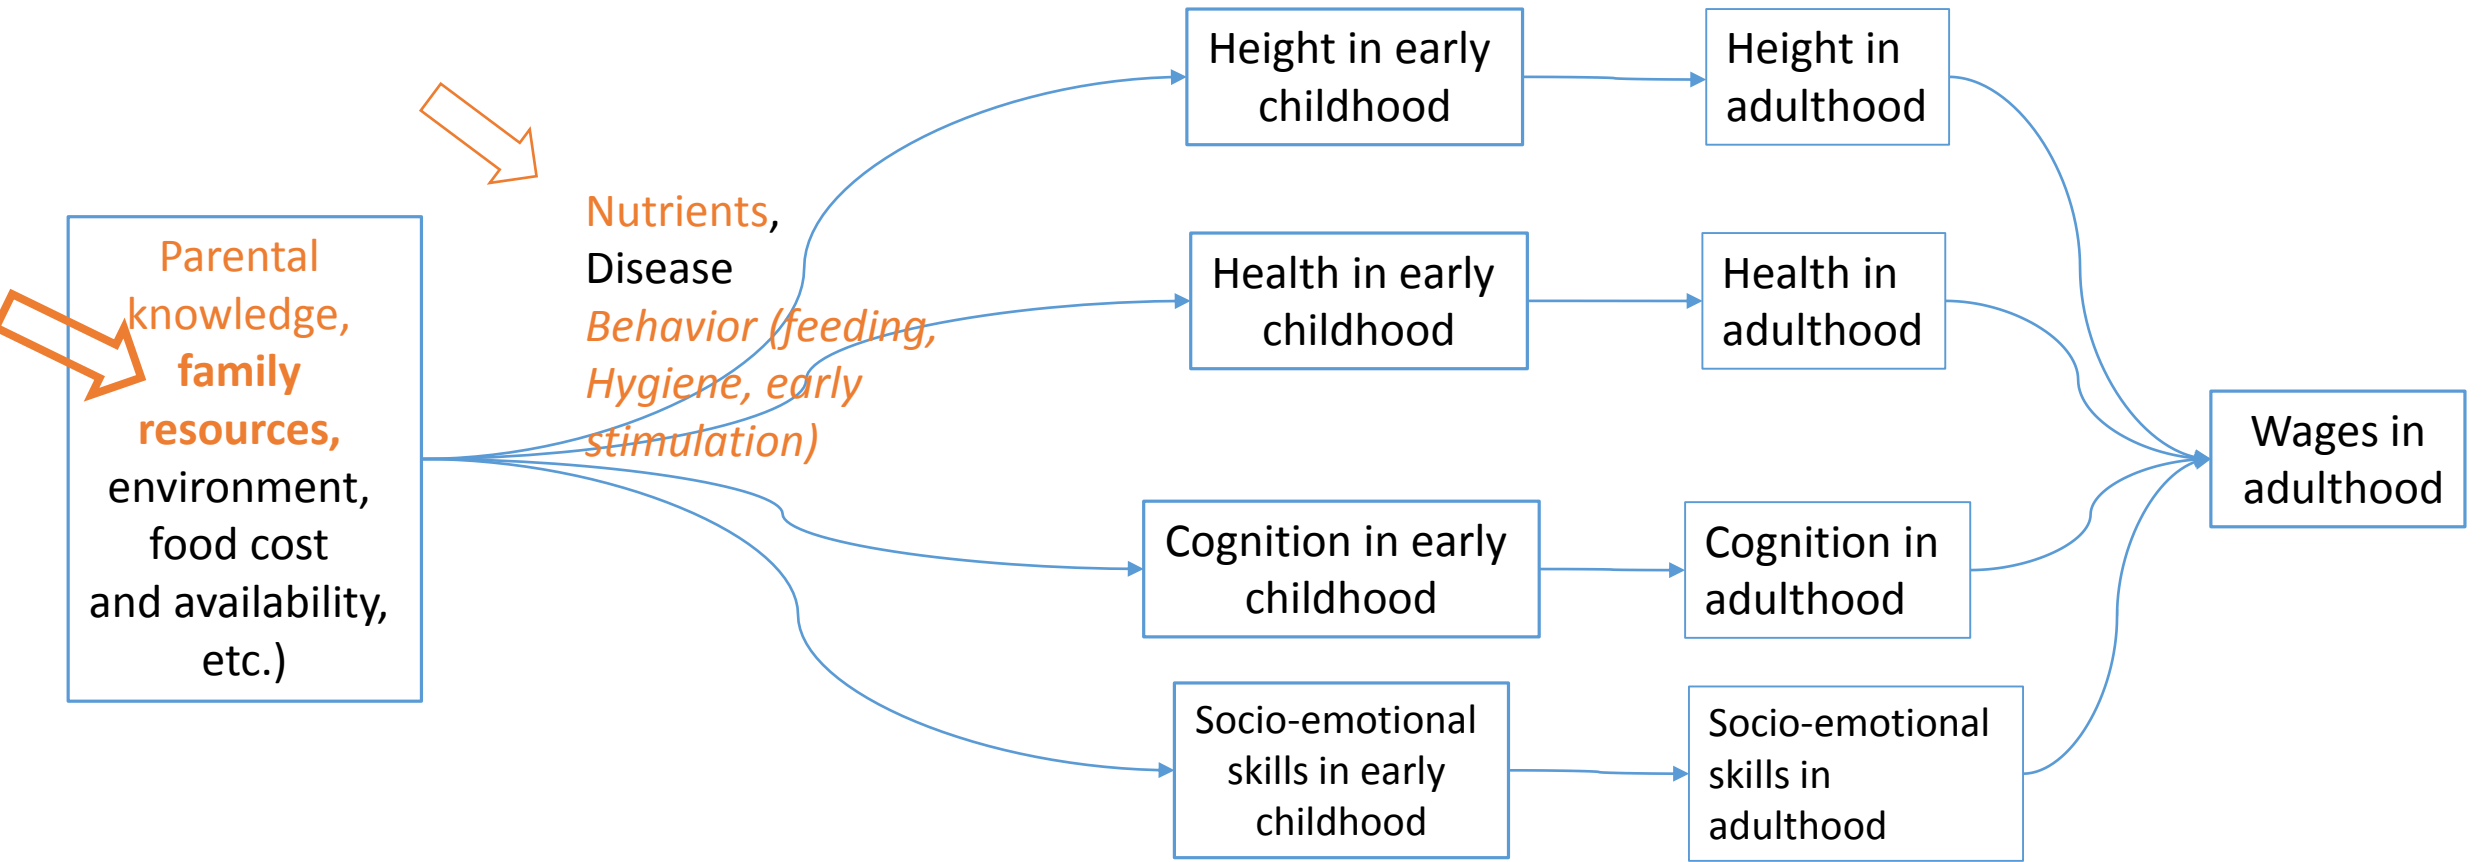 Parental
knowledge,
family
resources,
environment,
food cost
and availability,
etc.)
Nutrients,
Disease
Behavior (feeding,
Hygiene, early
stimulation)
Height in early
childhood
Height in
adulthood
Health in early
childhood
Health in
adulthood
Cognition in early
childhood
Cognition in
adulthood
Socio-emotional
skills in early
childhood
Socio-emotional
skills in
adulthood
Wages in
adulthood